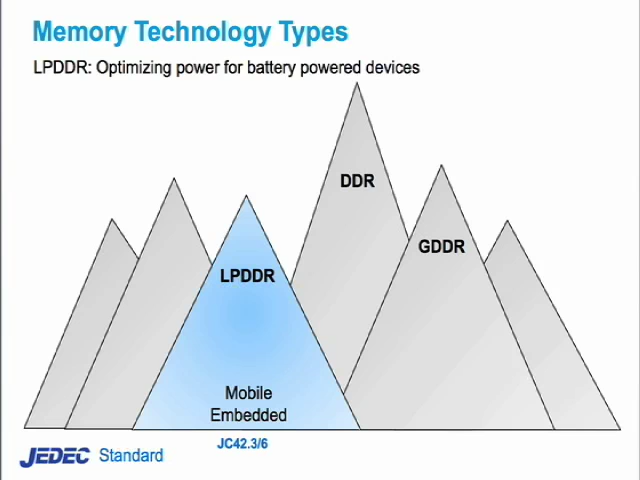 Memory Technology Types
LPDDR: Optimizing power for battery powered devices
DDR
GDDR
LPDDR
Mobile
Embedded
JC42.3/6
JEDEC Standard